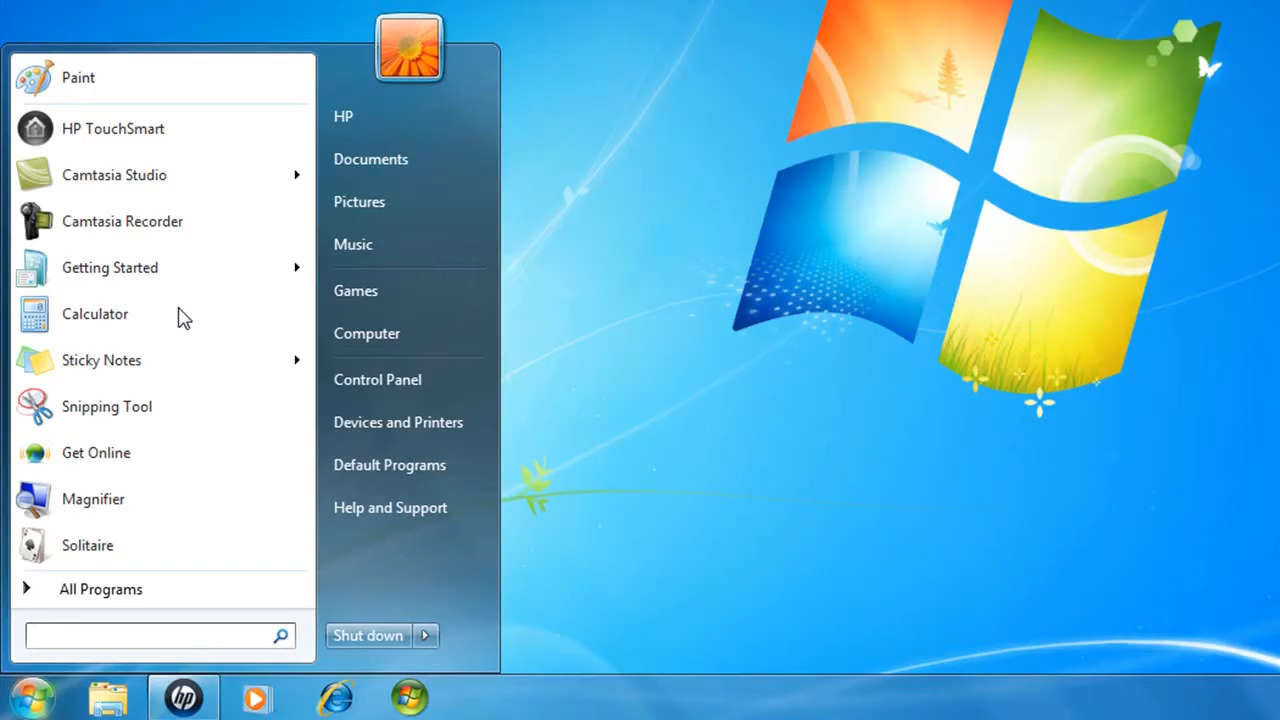 Paint
HP TouchSmart
Camtasia Studio
Camtasia Recorder
Getting Started
Calculator
Sticky Notes
Snipping Tool
Get Online
Magnifier
Solitaire
All Programs
HP
Documents
Pictures
Music
Games
Computer
Control Panel
Devices and Printers
Default Programs
Help and Support
Shut down
hp